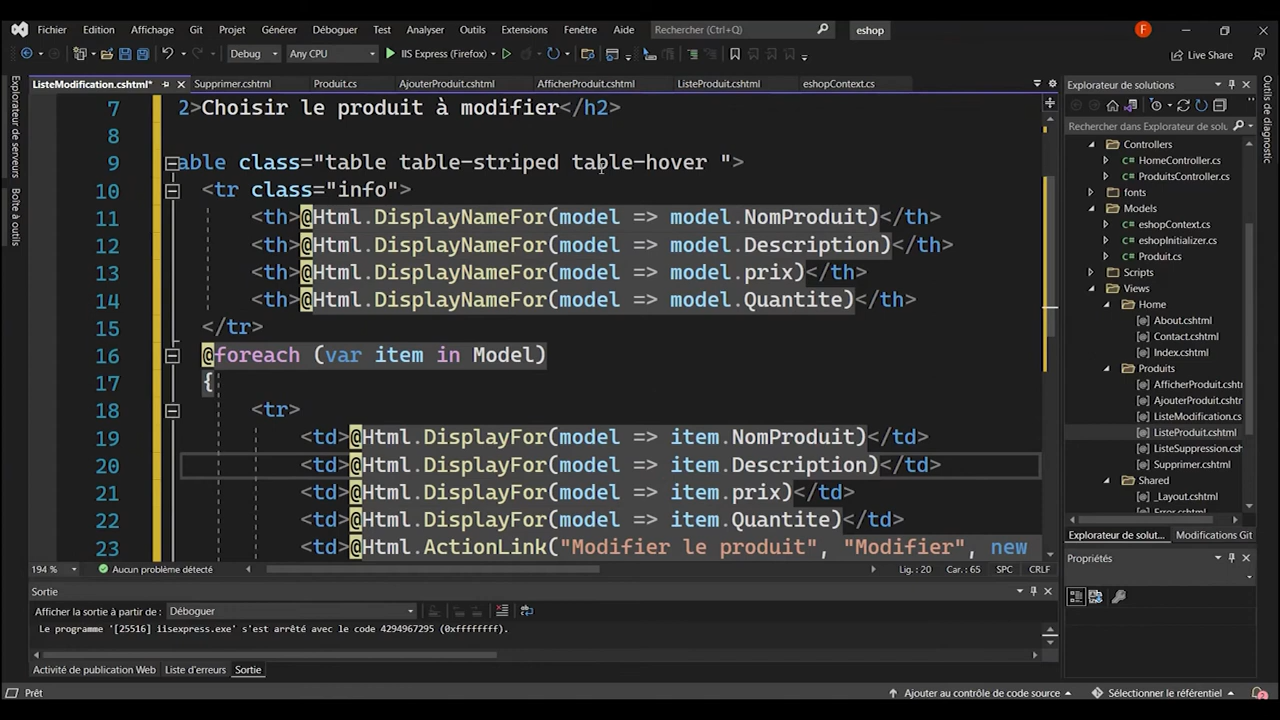 Fichier Edition Affichage Git Projet Générer Déboguer Test Analyser Outils Extensions Fenêtre Aide Rechercher (Ctrl+Q) eshop F
Debug Any CPU IIS Express (Firefox) Live Share
ListeModification.cshtml* Supprimer.cshtml Produit.cs AjouterProduit.cshtml AfficherProduit.cshtml ListeProduit.cshtml eshopContext.cs
Explorateur de serveurs
Boîte à outils
7 2>Choisir le produit à modifier</h2>
8
9 able class="table table-striped table-hover ">
10 <tr class="info">
11 <th>@Html.DisplayNameFor(model => model.NomProduit)</th>
12 <th>@Html.DisplayNameFor(model => model.Description)</th>
13 <th>@Html.DisplayNameFor(model => model.prix)</th>
14 <th>@Html.DisplayNameFor(model => model.Quantite)</th>
15 </tr>
16 @foreach (var item in Model)
17 {
18 <tr>
19 <td>@Html.DisplayFor(model => item.NomProduit)</td>
20 <td>@Html.DisplayFor(model => item.Description)</td>
21 <td>@Html.DisplayFor(model => item.prix)</td>
22 <td>@Html.DisplayFor(model => item.Quantite)</td>
23 <td>@Html.ActionLink("Modifier le produit", "Modifier", new
194 % Aucun problème détecté Lig. : 20 Car. : 65 SPC CRLF
Sortie
Afficher la sortie à partir de : Déboguer
Le programme '[25516] iisexpress.exe' s'est arrêté avec le code 4294967295 (0xffffffff).
Activité de publication Web Liste d'erreurs Sortie
Explorateur de solutions
Rechercher dans Explorateur de solu
Controllers
HomeController.cs
ProduitsController.cs
fonts
Models
eshopContext.cs
eshopInitializer.cs
Produit.cs
Scripts
Views
Home
About.cshtml
Contact.cshtml
Index.cshtml
Produits
AfficherProduit.csht
AjouterProduit.cshtm
ListeModification.cs
ListeProduit.cshtml
ListeSuppression.csh
Supprimer.cshtml
Shared
_Layout.cshtml
Error.cshtml
Explorateur de solut... Modifications Git
Propriétés
Diagnostic Tools
Prêt Ajouter au contrôle de code source Sélectionner le référentiel 2